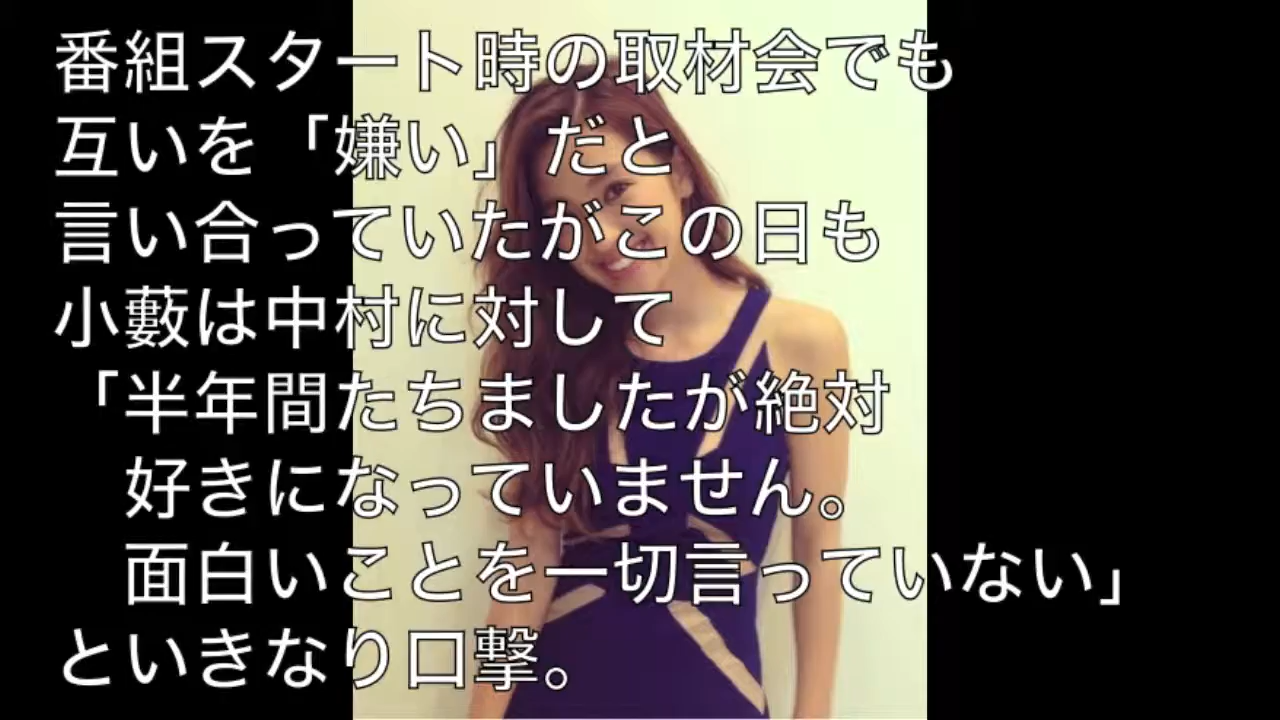 番組スタート時の取材会でも
互いを「嫌い」だと
言い合っていたがこの日も
小藪は中村に対して
「半年間たちましたが絶対
好きになっていません。
面白いことを一切言っていない」
といきなり口撃。